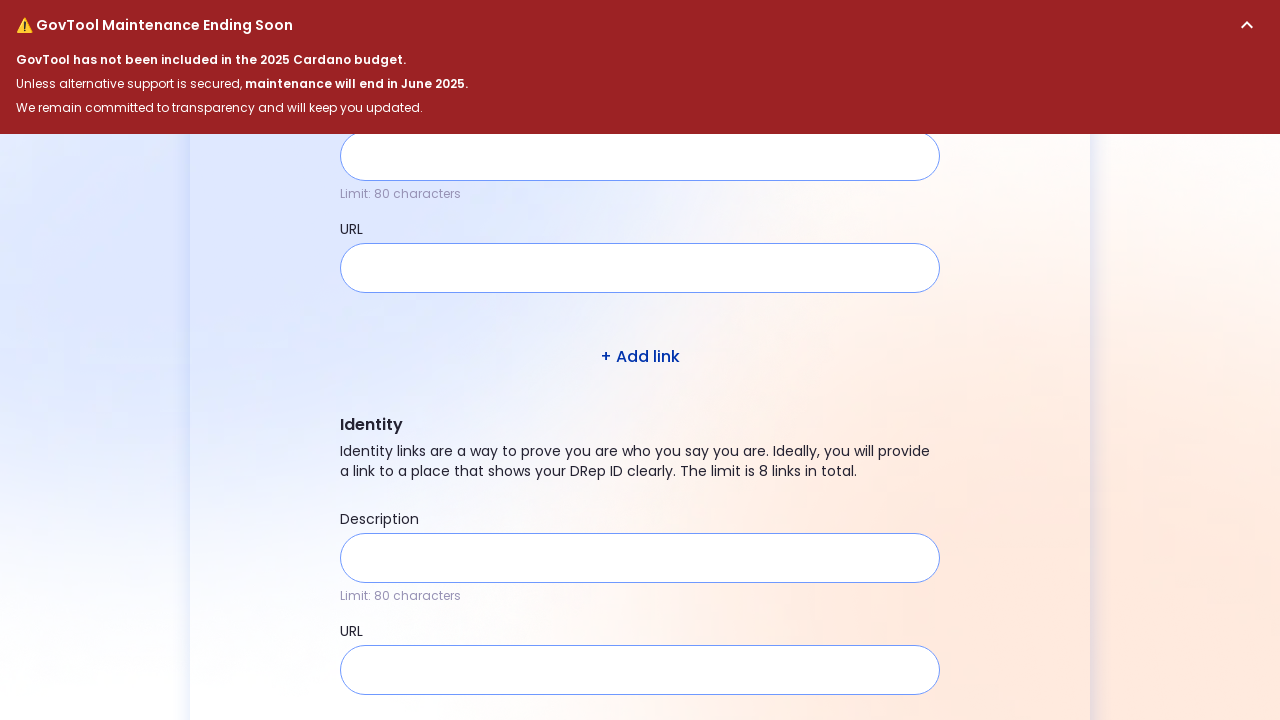 ⚠️ GovTool Maintenance Ending Soon
GovTool has not been included in the 2025 Cardano budget.
Unless alternative support is secured, maintenance will end in June 2025.
We remain committed to transparency and will keep you updated.
Limit: 80 characters
URL
+ Add link
Identity
Identity links are a way to prove you are who you say you are. Ideally, you will provide
a link to a place that shows your DRep ID clearly. The limit is 8 links in total.
Description
Limit: 80 characters
URL